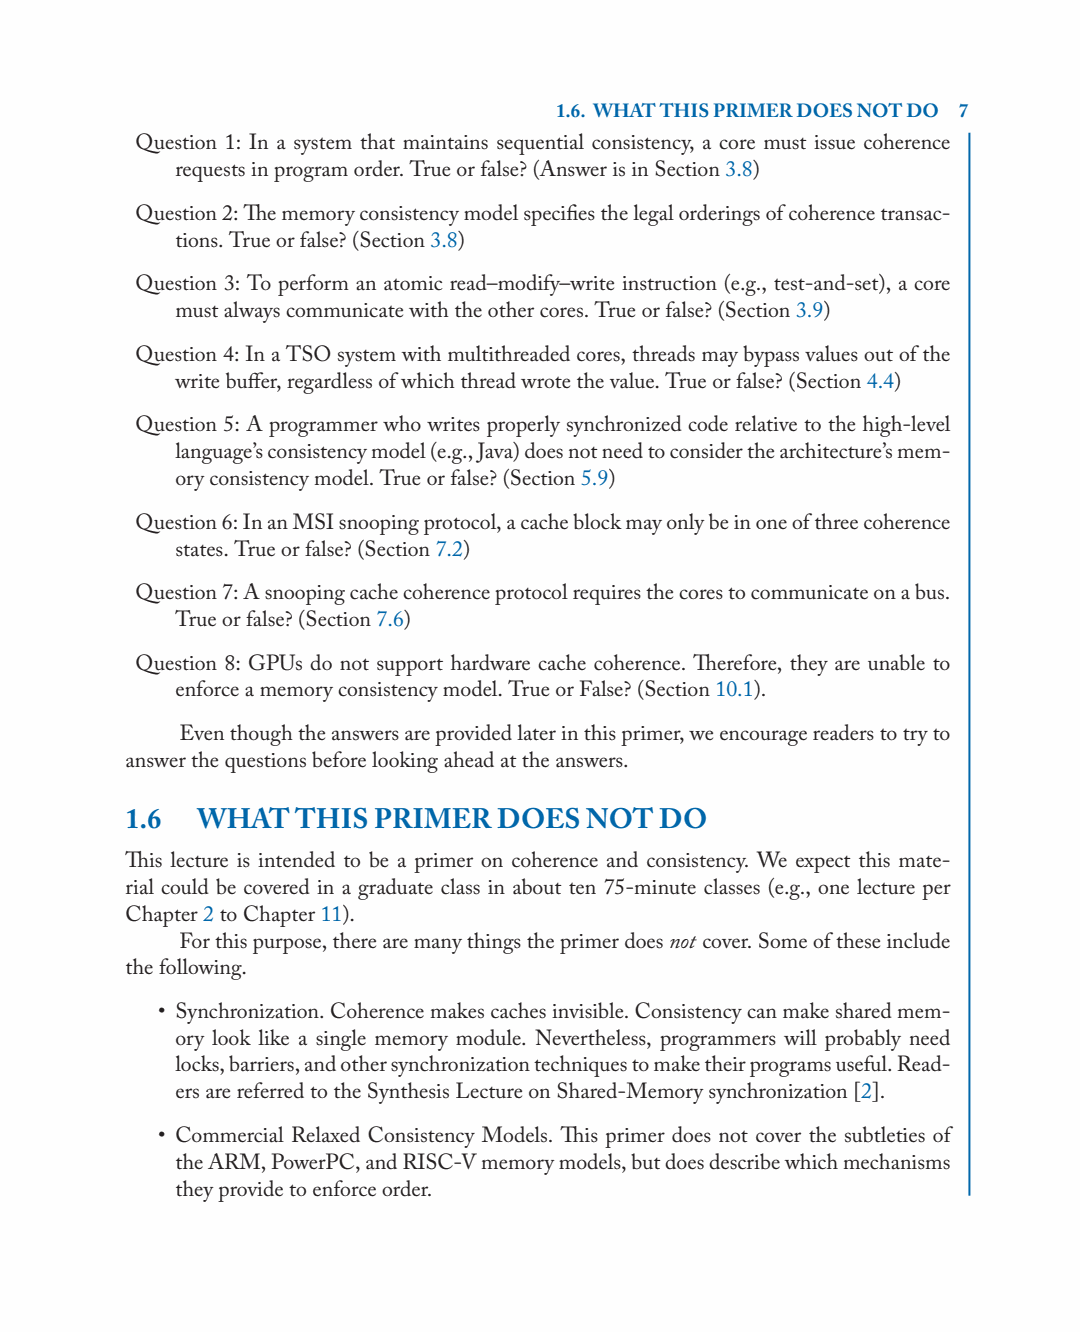 1.6. WHAT THIS PRIMER DOES NOT DO 7
Question 1: In a system that maintains sequential consistency, a core must issue coherence
requests in program order. True or false? (Answer is in Section 3.8)
Question 2: The memory consistency model specifies the legal orderings of coherence transac-
tions. True or false? (Section 3.8)
Question 3: To perform an atomic read–modify–write instruction (e.g., test-and-set), a core
must always communicate with the other cores. True or false? (Section 3.9)
Question 4: In a TSO system with multithreaded cores, threads may bypass values out of the
write buffer, regardless of which thread wrote the value. True or false? (Section 4.4)
Question 5: A programmer who writes properly synchronized code relative to the high-level
language’s consistency model (e.g., Java) does not need to consider the architecture’s mem-
ory consistency model. True or false? (Section 5.9)
Question 6: In an MSI snooping protocol, a cache block may only be in one of three coherence
states. True or false? (Section 7.2)
Question 7: A snooping cache coherence protocol requires the cores to communicate on a bus.
True or false? (Section 7.6)
Question 8: GPUs do not support hardware cache coherence. Therefore, they are unable to
enforce a memory consistency model. True or False? (Section 10.1).
Even though the answers are provided later in this primer, we encourage readers to try to
answer the questions before looking ahead at the answers.
1.6 WHAT THIS PRIMER DOES NOT DO
This lecture is intended to be a primer on coherence and consistency. We expect this mate-
rial could be covered in a graduate class in about ten 75-minute classes (e.g., one lecture per
Chapter 2 to Chapter 11).
For this purpose, there are many things the primer does not cover. Some of these include
the following.
• Synchronization. Coherence makes caches invisible. Consistency can make shared mem-
ory look like a single memory module. Nevertheless, programmers will probably need
locks, barriers, and other synchronization techniques to make their programs useful. Read-
ers are referred to the Synthesis Lecture on Shared-Memory synchronization [2].
• Commercial Relaxed Consistency Models. This primer does not cover the subtleties of
the ARM, PowerPC, and RISC-V memory models, but does describe which mechanisms
they provide to enforce order.